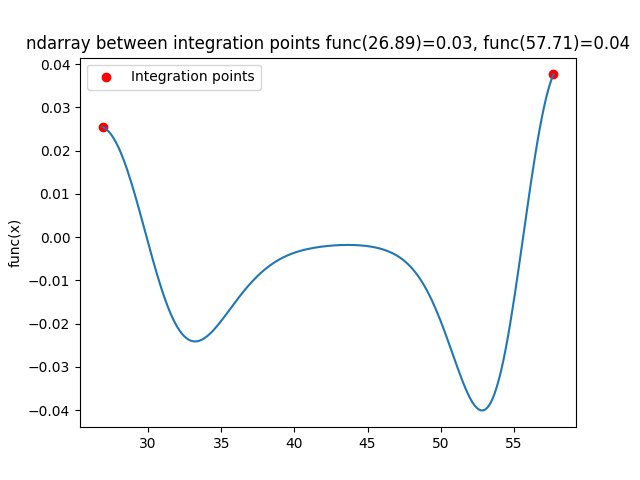 ndarray between integration points func(26.89)=0.03, func(57.71)=0.04
Integration points
func(x)
0.04
0.03
0.02
0.01
0.00
−0.01
−0.02
−0.03
−0.04
30 35 40 45 50 55